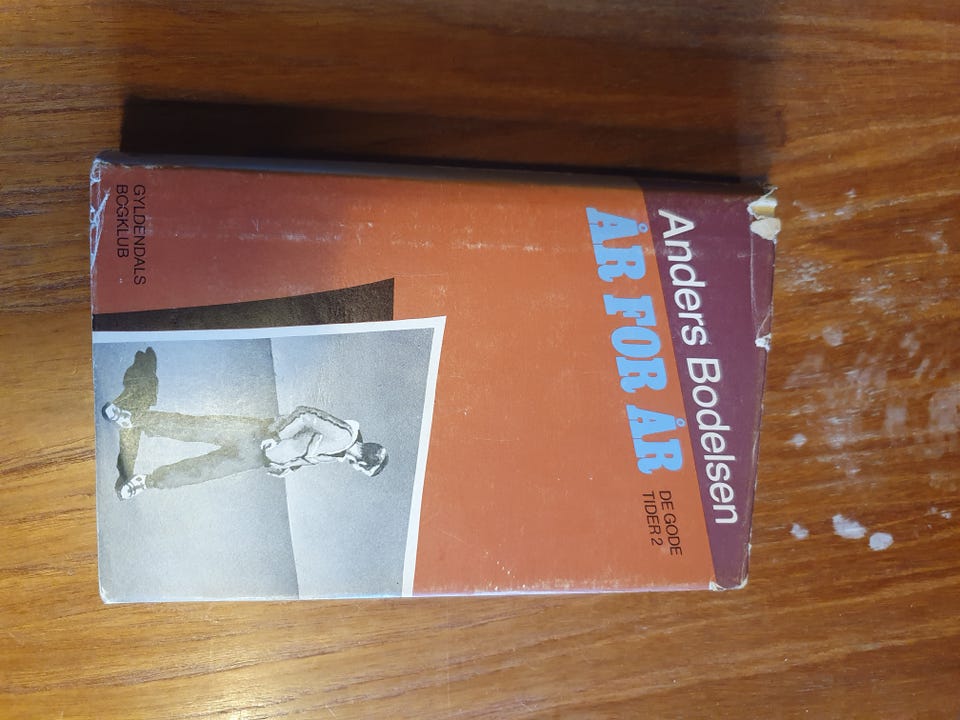 Anders Bodelsen
ÅR FOR ÅR
DE GODE
TIDER 2
GYLDENDALS
BOGKLUB